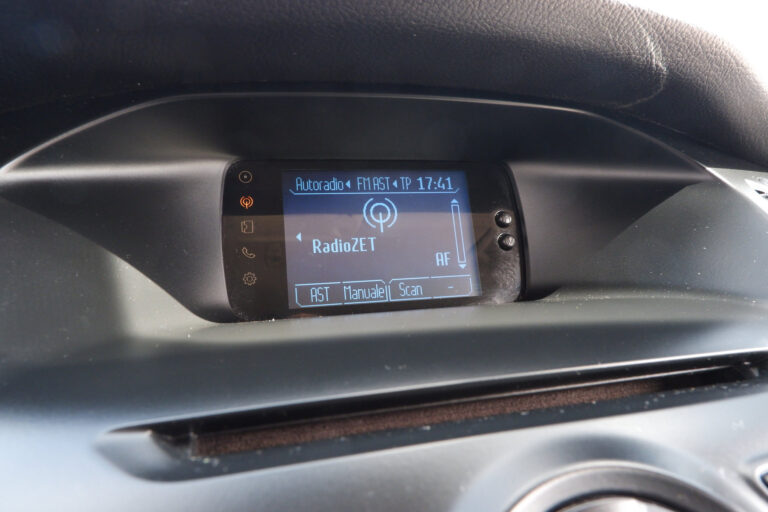 Autoradio FM AST TP 17:41
RadioZET
AF
AST Manuale Scan -